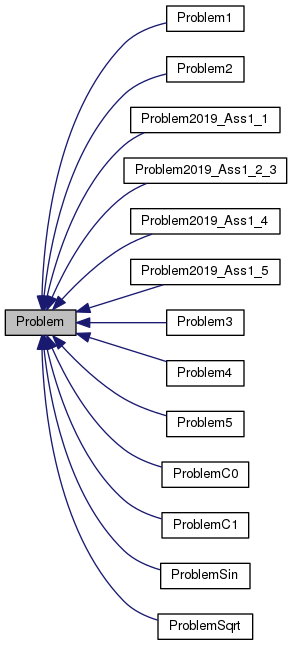 Problem1
Problem2
Problem2019_Ass1_1
Problem2019_Ass1_2_3
Problem2019_Ass1_4
Problem2019_Ass1_5
Problem
Problem3
Problem4
Problem5
ProblemC0
ProblemC1
ProblemSin
ProblemSqrt